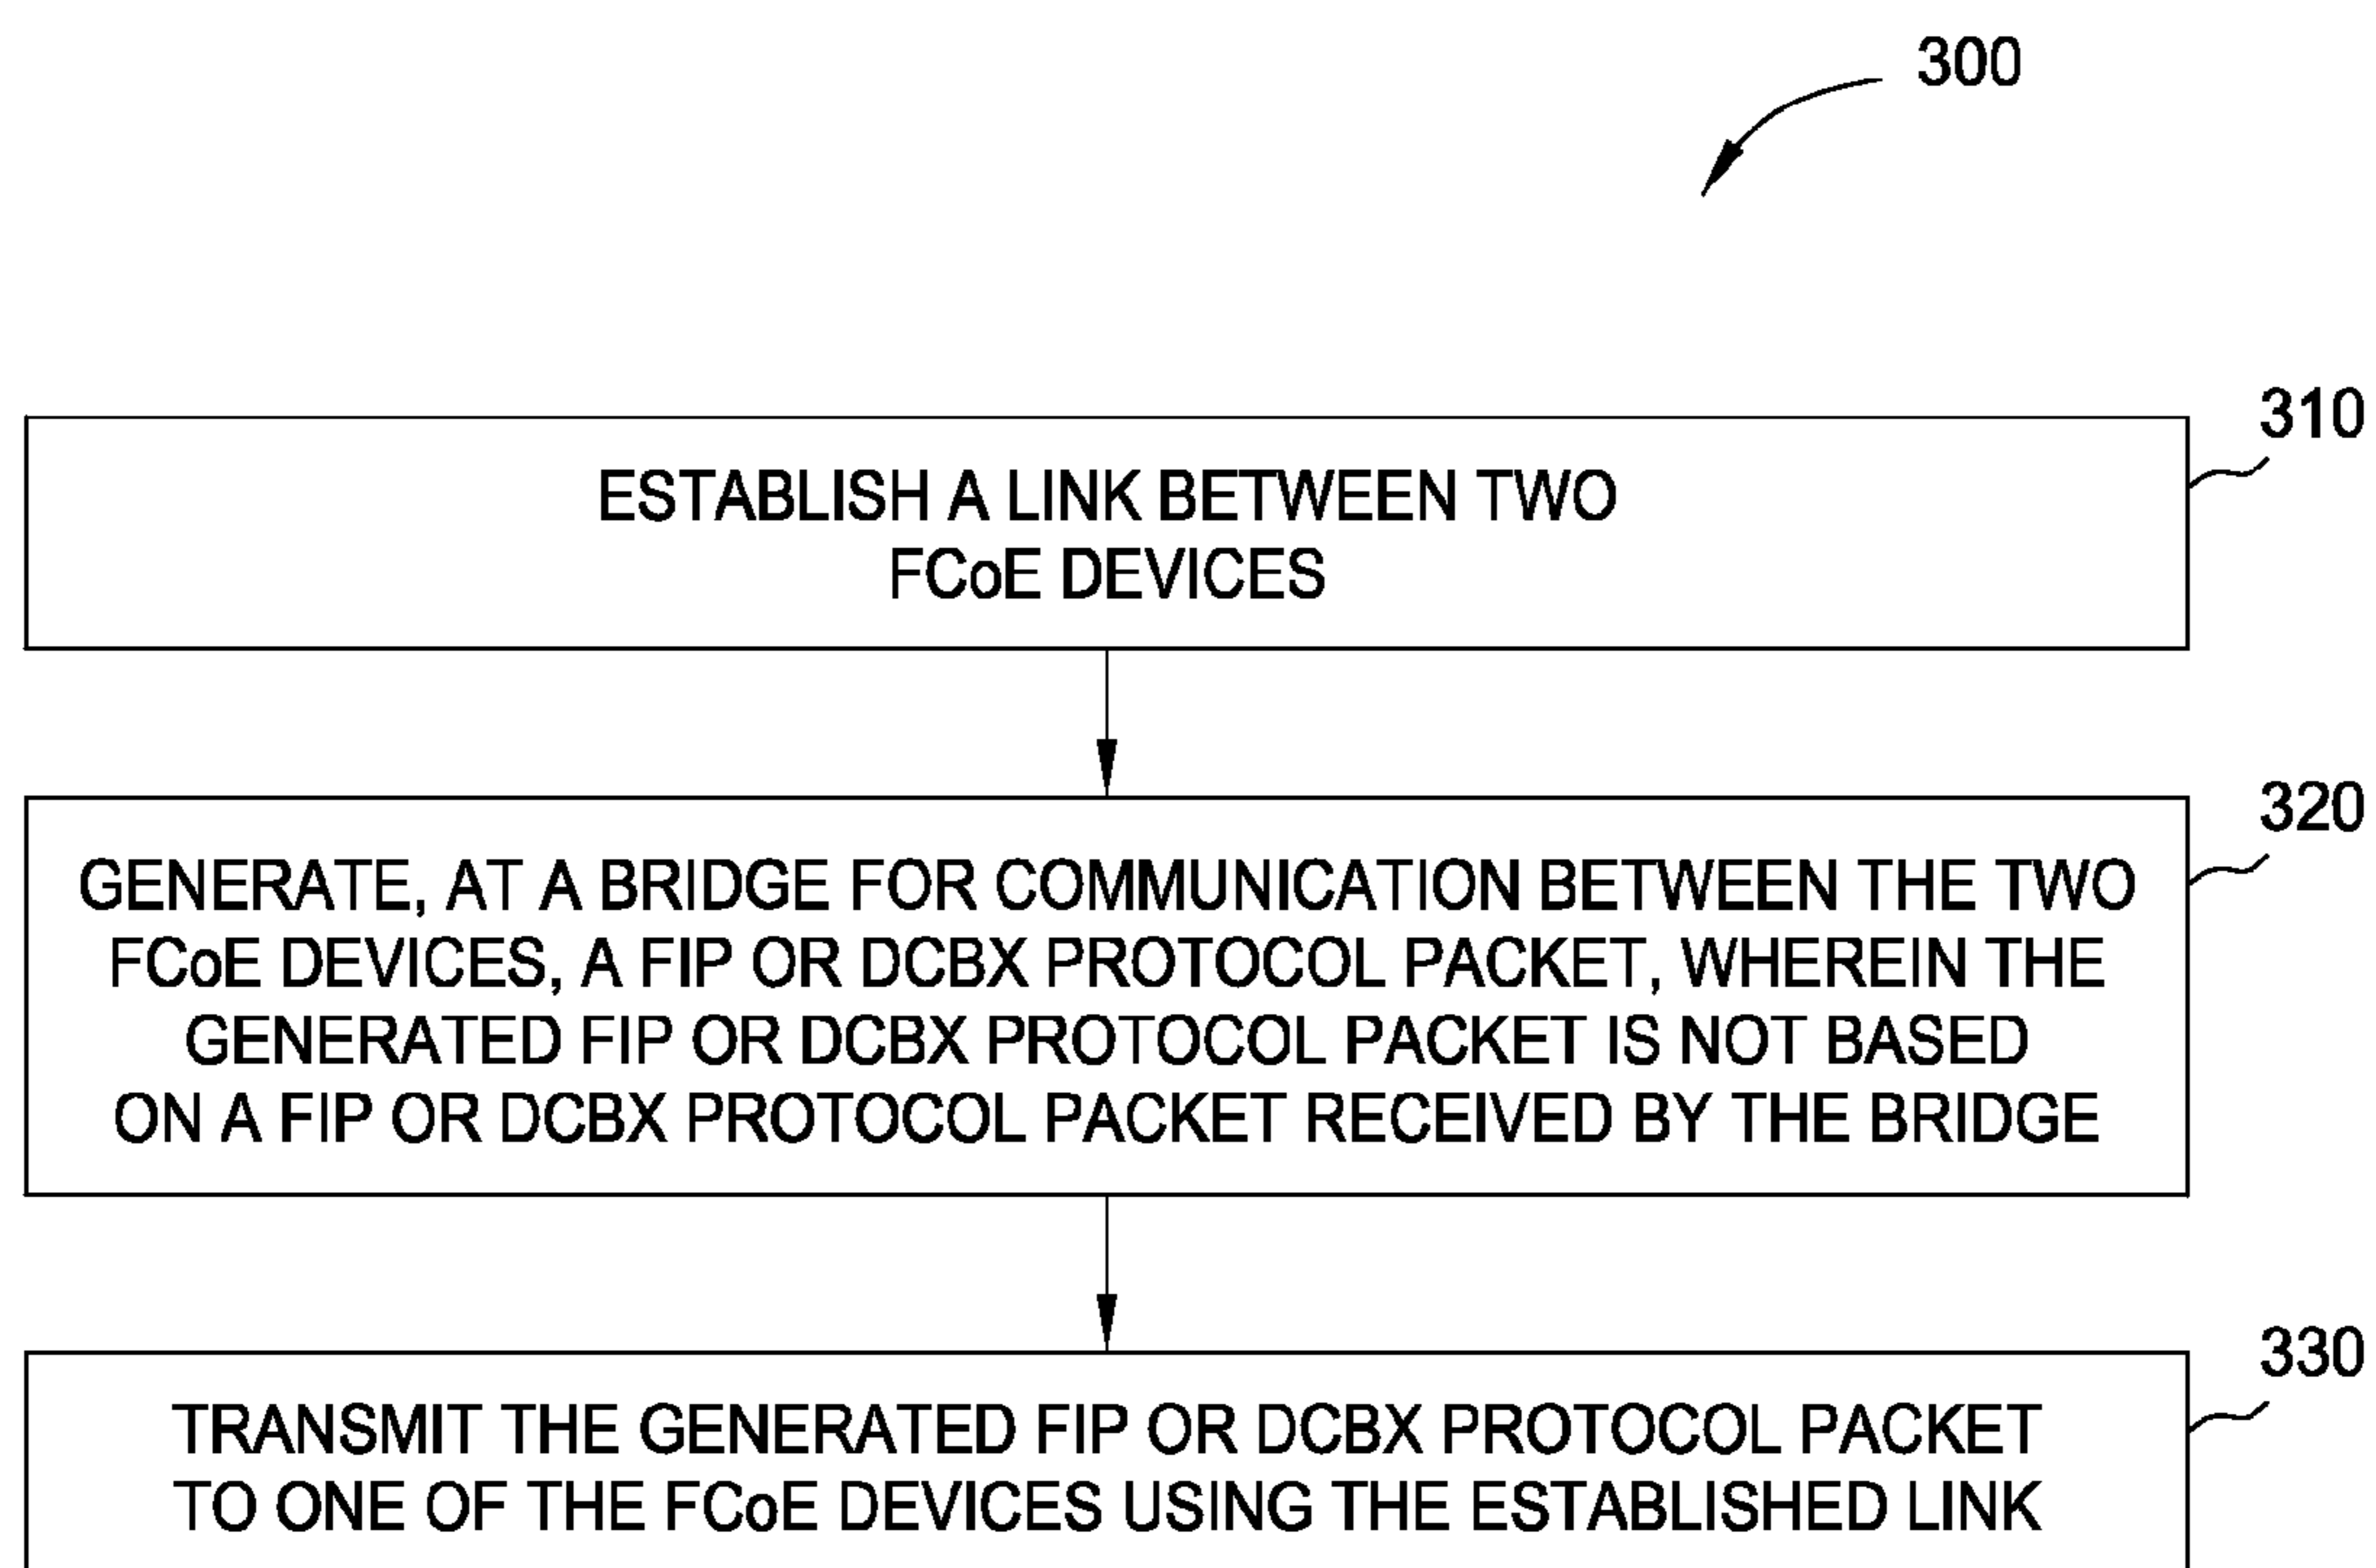 300
310
ESTABLISH A LINK BETWEEN TWO
FCoE DEVICES
320
GENERATE, AT A BRIDGE FOR COMMUNICATION BETWEEN THE TWO
FCoE DEVICES, A FIP OR DCBX PROTOCOL PACKET, WHEREIN THE
GENERATED FIP OR DCBX PROTOCOL PACKET IS NOT BASED
ON A FIP OR DCBX PROTOCOL PACKET RECEIVED BY THE BRIDGE
330
TRANSMIT THE GENERATED FIP OR DCBX PROTOCOL PACKET
TO ONE OF THE FCoE DEVICES USING THE ESTABLISHED LINK